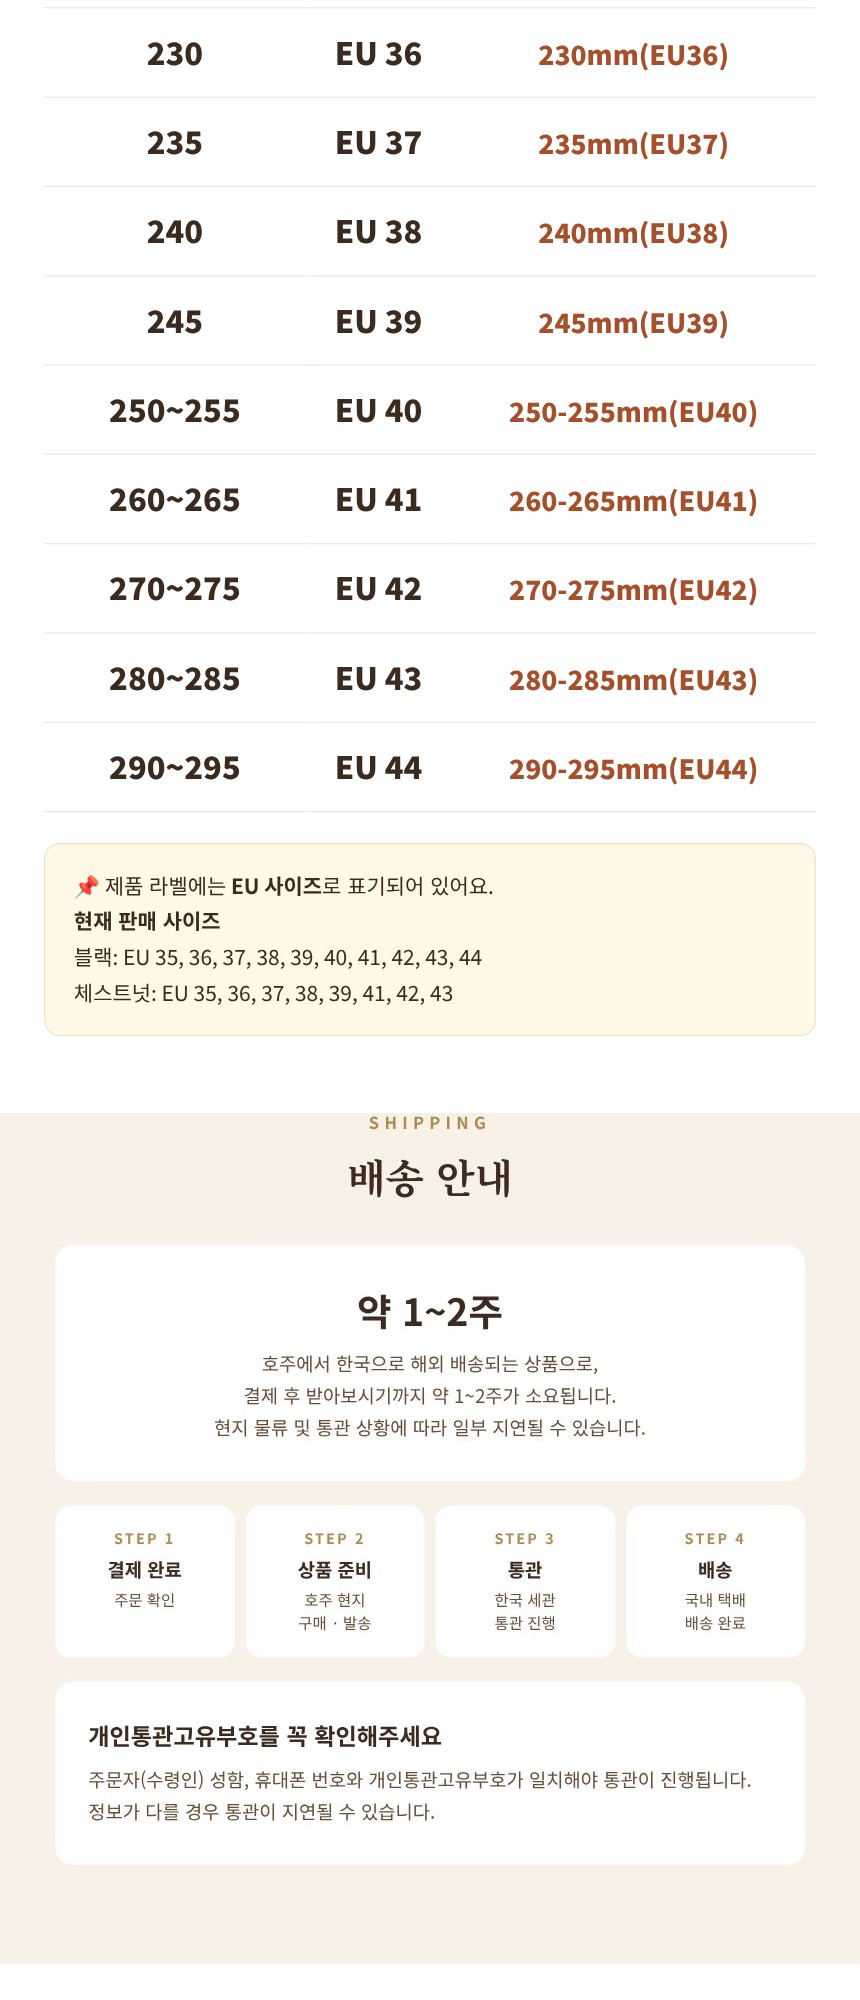 230 EU 36 230mm(EU36)
235 EU 37 235mm(EU37)
240 EU 38 240mm(EU38)
245 EU 39 245mm(EU39)
250~255 EU 40 250-255mm(EU40)
260~265 EU 41 260-265mm(EU41)
270~275 EU 42 270-275mm(EU42)
280~285 EU 43 280-285mm(EU43)
290~295 EU 44 290-295mm(EU44)
📌 제품 라벨에는 EU 사이즈로 표기되어 있어요.
현재 판매 사이즈
블랙: EU 35, 36, 37, 38, 39, 40, 41, 42, 43, 44
체스트넛: EU 35, 36, 37, 38, 39, 41, 42, 43
SHIPPING
배송 안내
약 1~2주
호주에서 한국으로 해외 배송되는 상품으로,
결제 후 받아보시기까지 약 1~2주가 소요됩니다.
현지 물류 및 통관 상황에 따라 일부 지연될 수 있습니다.
STEP 1
결제 완료
주문 확인
STEP 2
상품 준비
호주 현지
구매 · 발송
STEP 3
통관
한국 세관
통관 진행
STEP 4
배송
국내 택배
배송 완료
개인통관고유부호를 꼭 확인해주세요
주문자(수령인) 성함, 휴대폰 번호와 개인통관고유부호가 일치해야 통관이 진행됩니다.
정보가 다를 경우 통관이 지연될 수 있습니다.